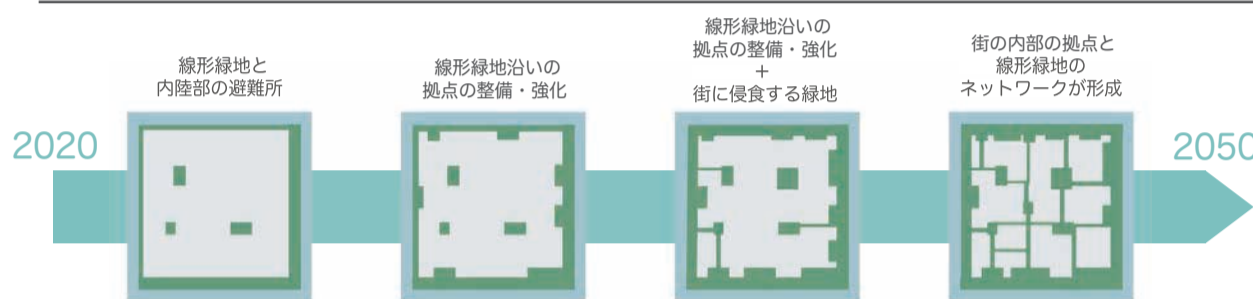 2020
線形緑地と
内陸部の避難所
線形緑地沿いの
拠点の整備・強化
線形緑地沿いの
拠点の整備・強化
+
街に侵食する緑地
街の内部の拠点と
線形緑地の
ネットワークが形成
2050